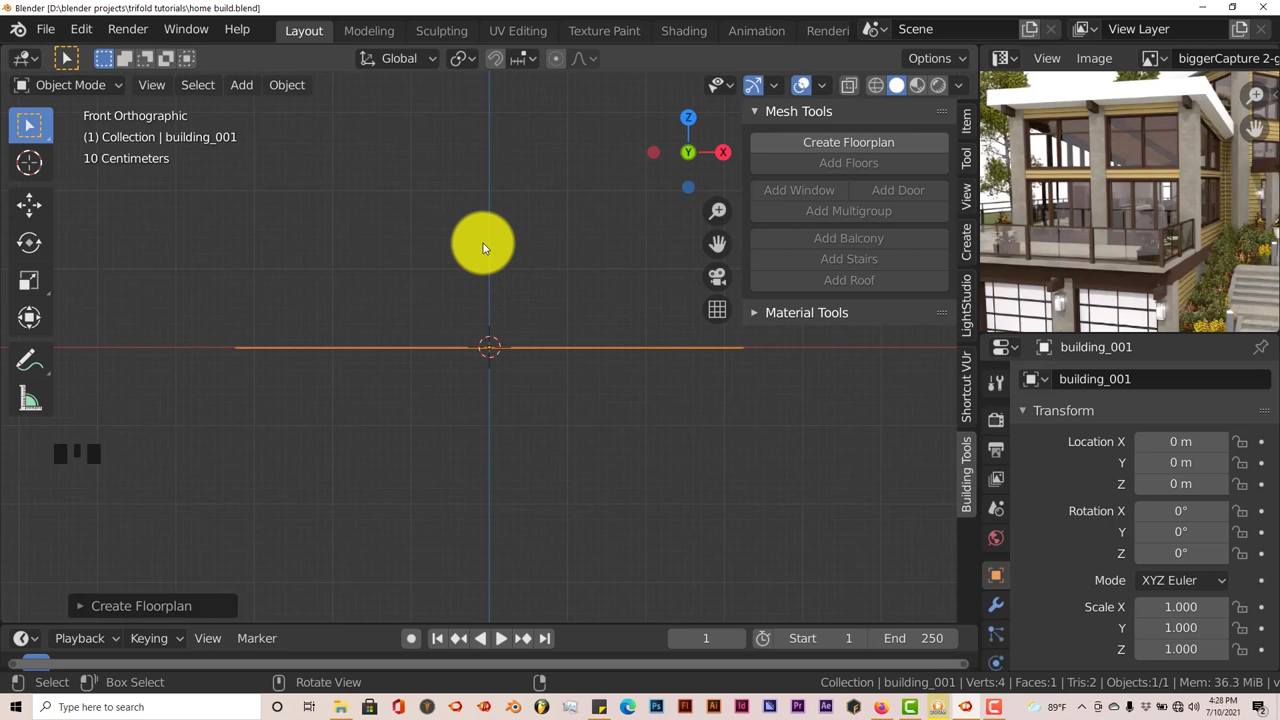 Blender [D:\blender projects\trifold tutorials\home build.blend]
File Edit Render Window Help Layout Modeling Sculpting UV Editing Texture Paint Shading Animation Renderi Scene View Layer
Global Options View Image biggerCapture 2-g
Object Mode View Select Add Object
Front Orthographic
(1) Collection | building_001
10 Centimeters
Z
Y
X
Mesh Tools
Create Floorplan
Add Floors
Add Window Add Door
Add Multigroup
Add Balcony
Add Stairs
Add Roof
Material Tools
Item
Tool
View
Create
LightStudio
Shortcut VUr
Building Tools
building_001
building_001
Transform
Location X 0 m
Y 0 m
Z 0 m
Rotation X 0°
Y 0°
Z 0°
Mode XYZ Euler
Scale X 1.000
Y 1.000
Z 1.000
Create Floorplan
Playback Keying View Marker 1 Start 1 End 250
Select Box Select Rotate View Collection | building_001 | Verts:4 | Faces:1 | Tris:2 | Objects:1/1 | Mem: 36.3 MiB | v
Type here to search 89°F 4:28 PM
7/10/2021